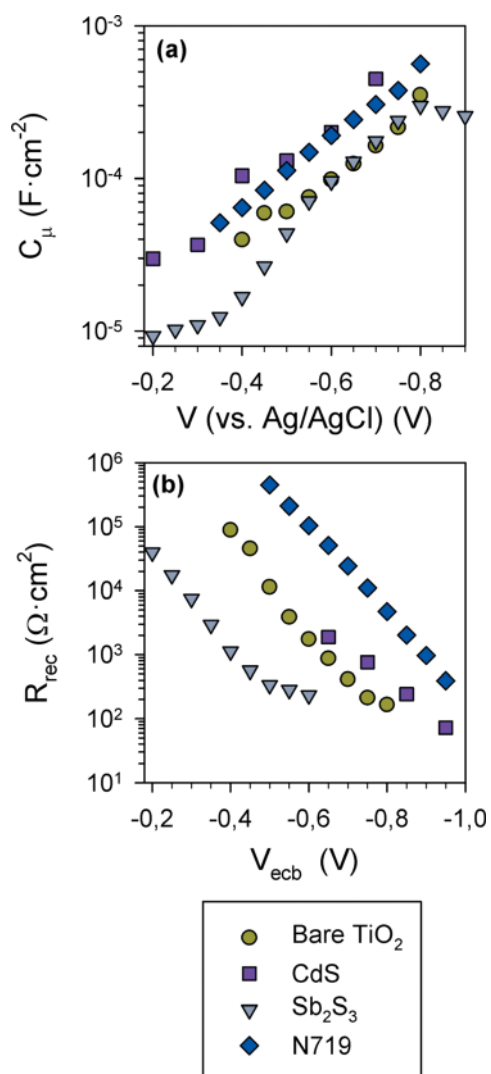 (a)
10⁻³
10⁻⁴
10⁻⁵
C_μ (F·cm⁻²)
-0,2 -0,4 -0,6 -0,8
V (vs. Ag/AgCl) (V)
(b)
10⁶
10⁵
10⁴
10³
10²
10¹
R_rec (Ω·cm²)
-0,2 -0,4 -0,6 -0,8 -1,0
V_ecb (V)
Bare TiO₂
CdS
Sb₂S₃
N719